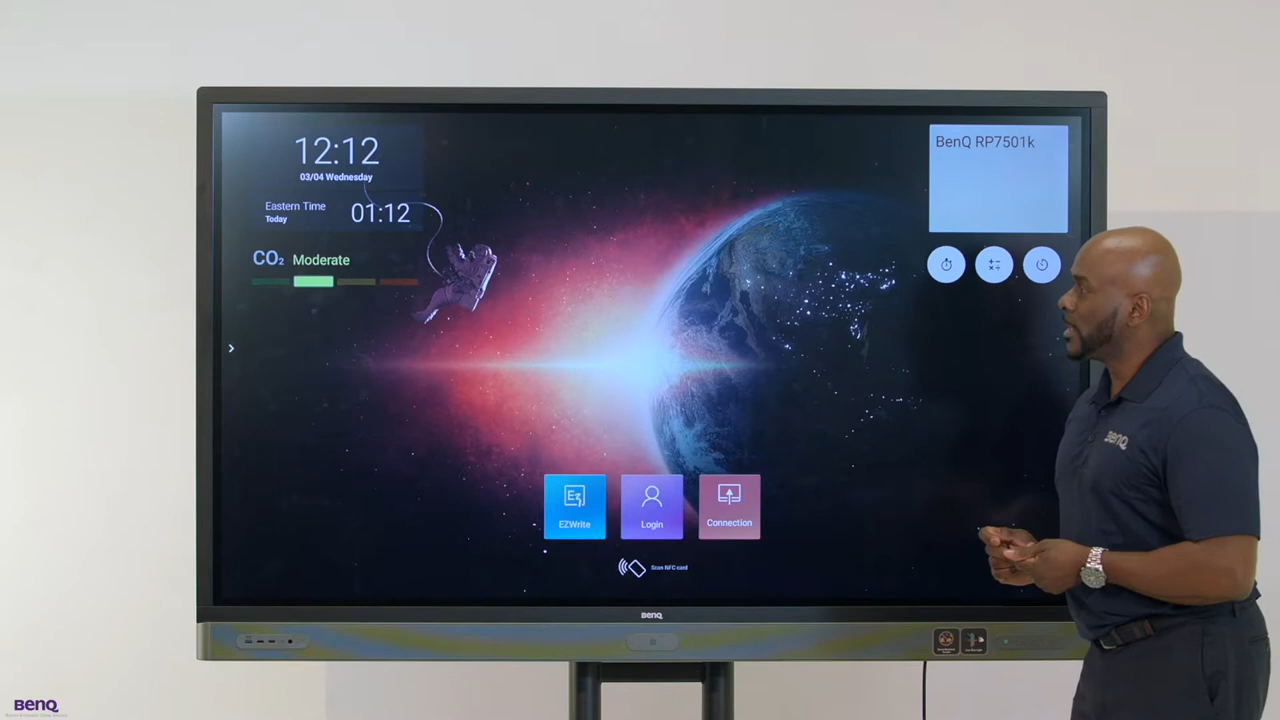 12:12
03/04 Wednesday
Eastern Time
Today
01:12
CO₂ Moderate
BenQ RP7501k
EZ
EZWrite
Login
Connection
Scan NFC card
BenQ
BenQ
BenQ